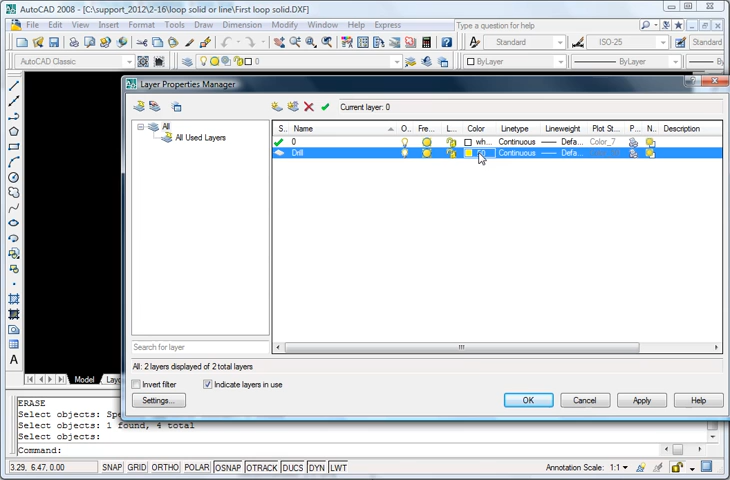 AutoCAD 2008 - [C:\support_2012\2-16\loop solid or line\First loop solid.DXF]
File Edit View Insert Format Tools Draw Dimension Modify Window Express Type a question for help
Standard ISO-25 Standard
AutoCAD Classic 0 ByLayer ByLayer
Layer Properties Manager
Current layer: 0
All
All Used Layers
S.. Name O.. Fre... L... Color Linetype Lineweight Plot St... P... N... Description
0 wh... Continuous Defa... Color_7
Drill Continuous Defa...
Search for layer
All: 2 layers displayed of 2 total layers
Invert filter Indicate layers in use
Settings... OK Cancel Apply Help
Model
ERASE
Select objects:
Select objects: 1 found, 4 total
Select objects:
Command:
3.29, 6.47, 0.00 SNAP GRID ORTHO POLAR OSNAP OTRACK DUCS DYN LWT Annotation Scale: 1:1